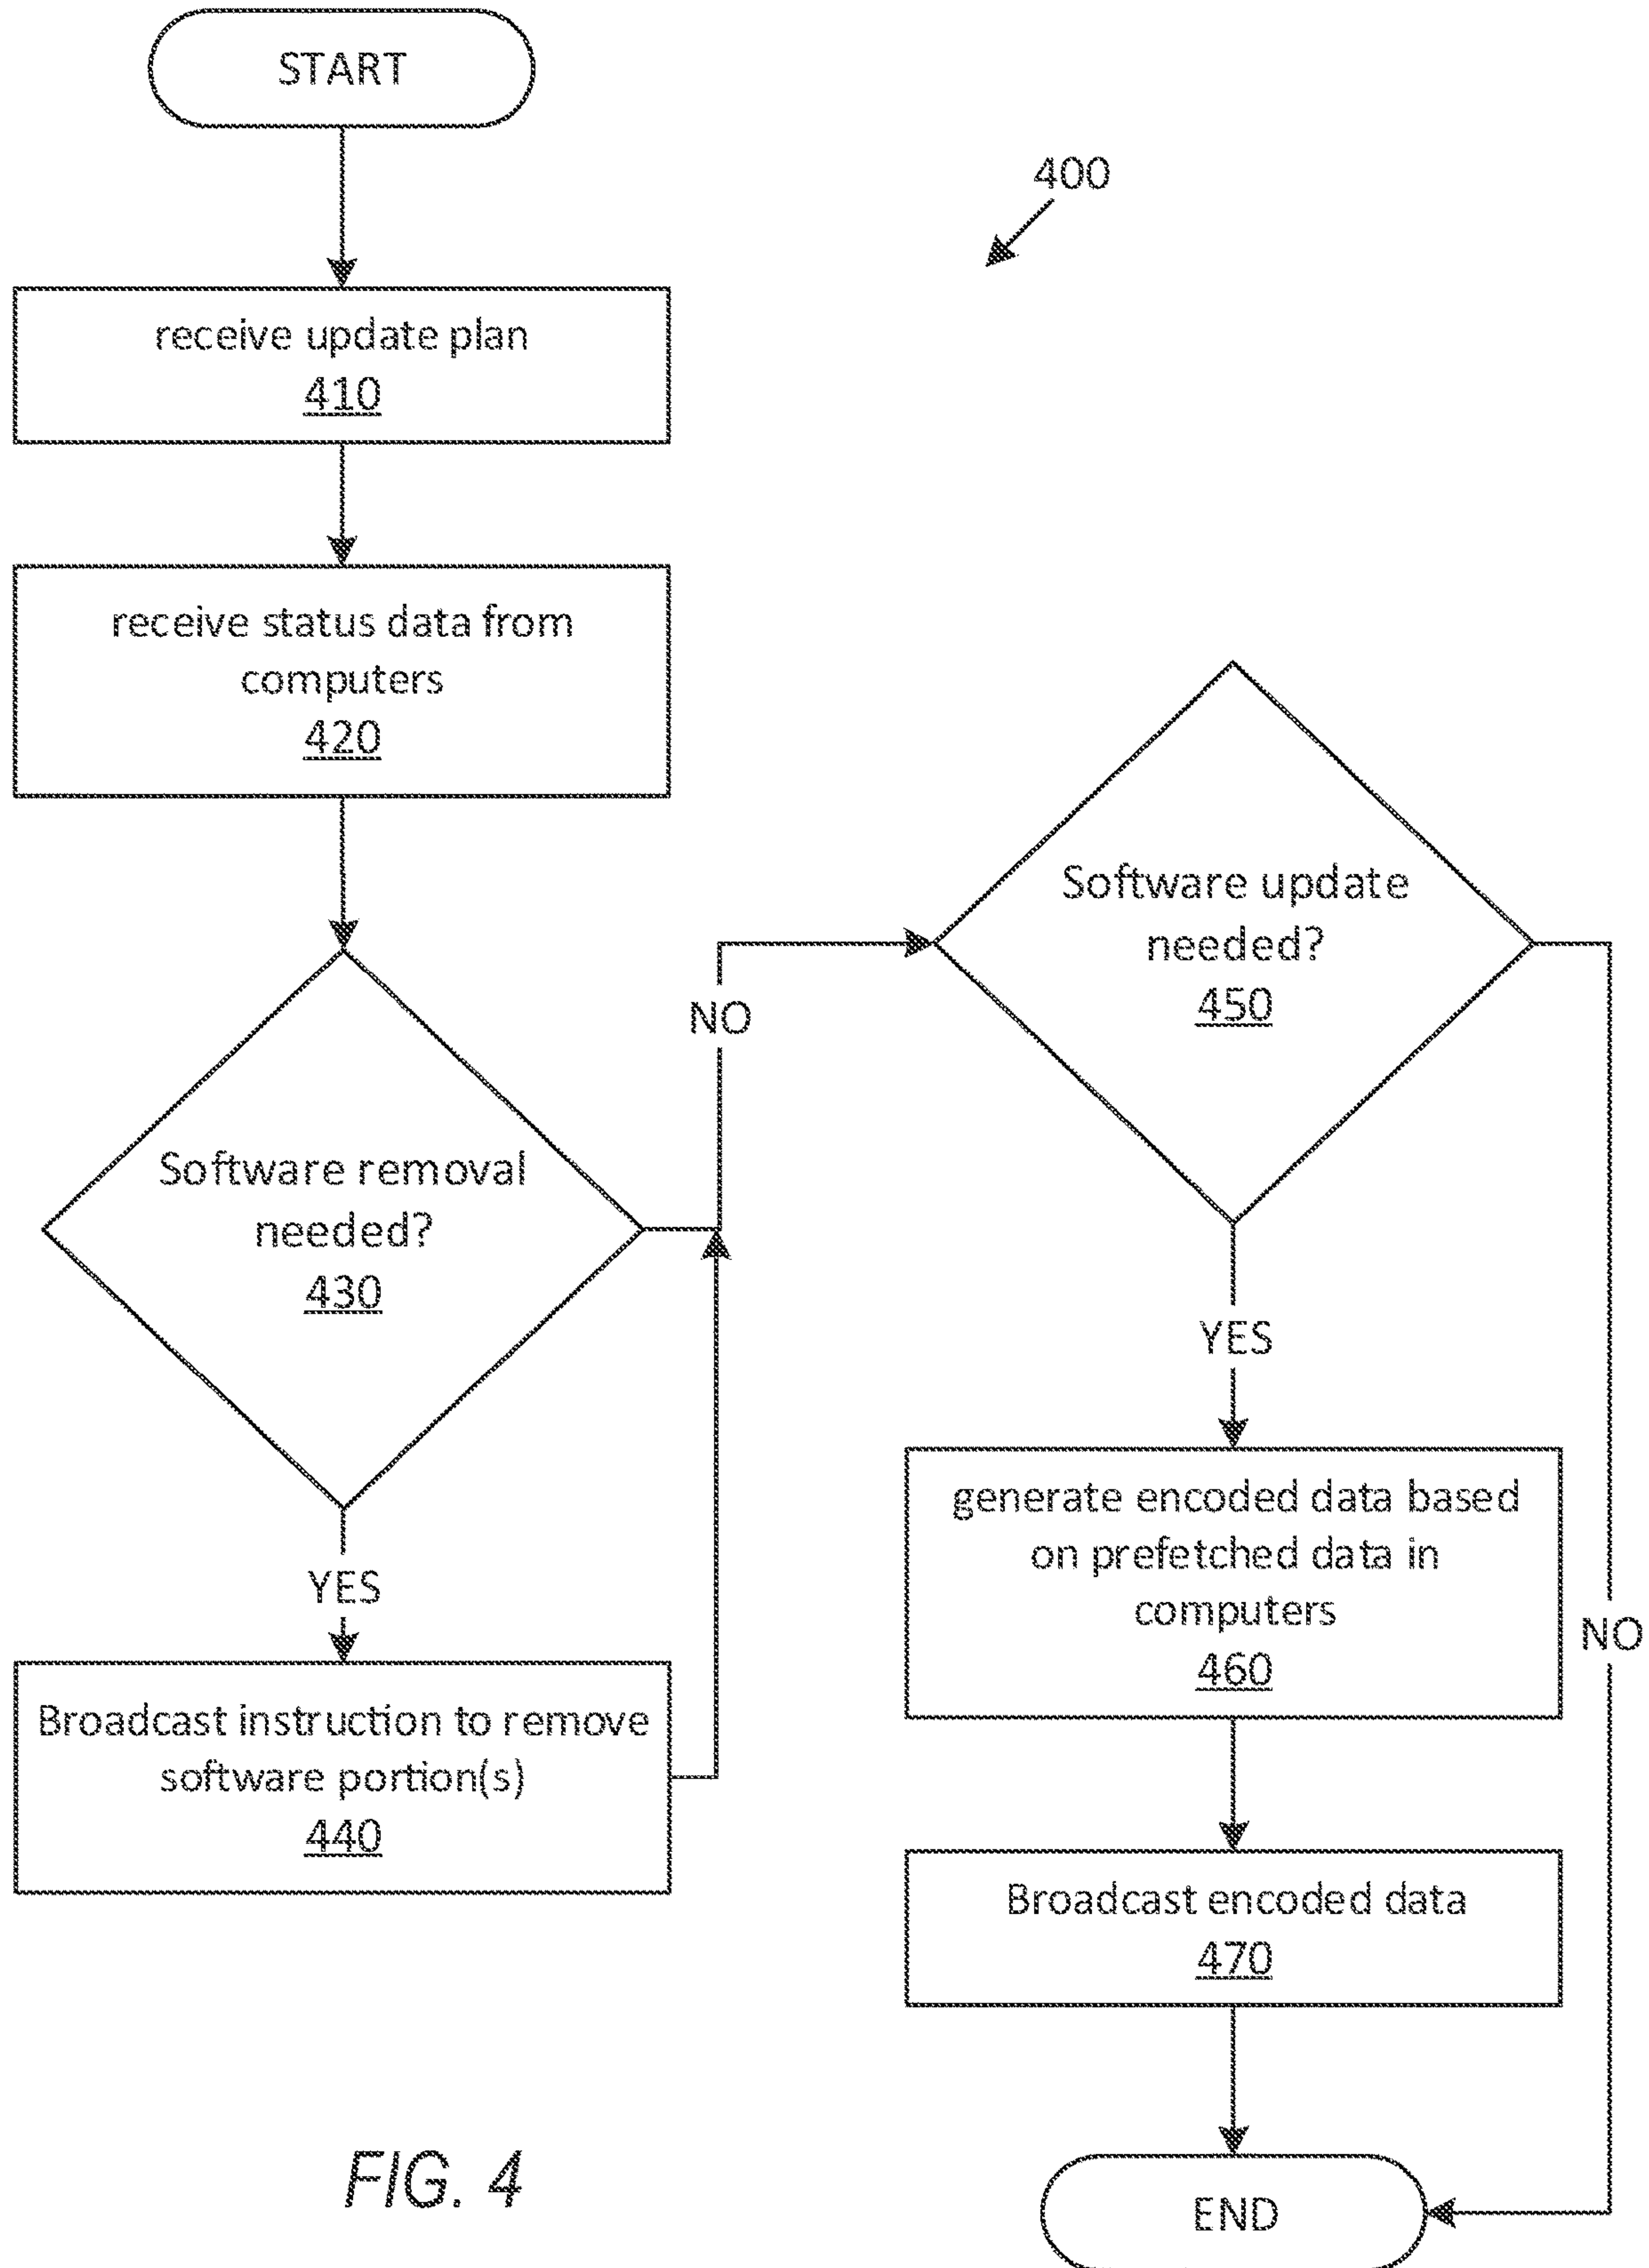 START
400
receive update plan
410
receive status data from
computers
420
Software removal
needed?
430
YES
NO
Broadcast instruction to remove
software portion(s)
440
Software update
needed?
450
YES
NO
generate encoded data based
on prefetched data in
computers
460
Broadcast encoded data
470
END
FIG. 4